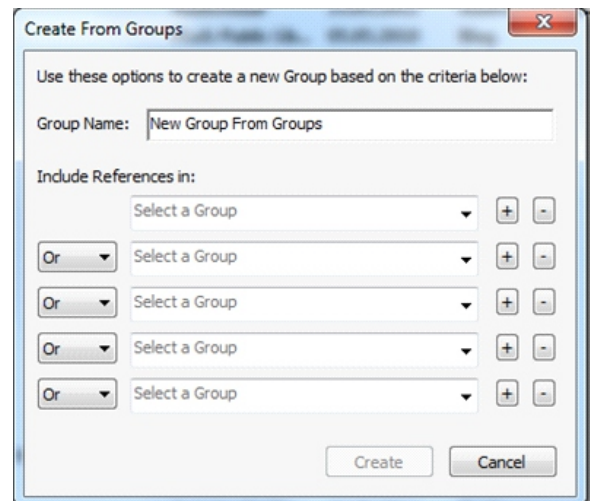 Create From Groups
Use these options to create a new Group based on the criteria below:
Group Name: New Group From Groups
Include References in:
Select a Group + -
Or Select a Group + -
Or Select a Group + -
Or Select a Group + -
Or Select a Group + -
Create Cancel